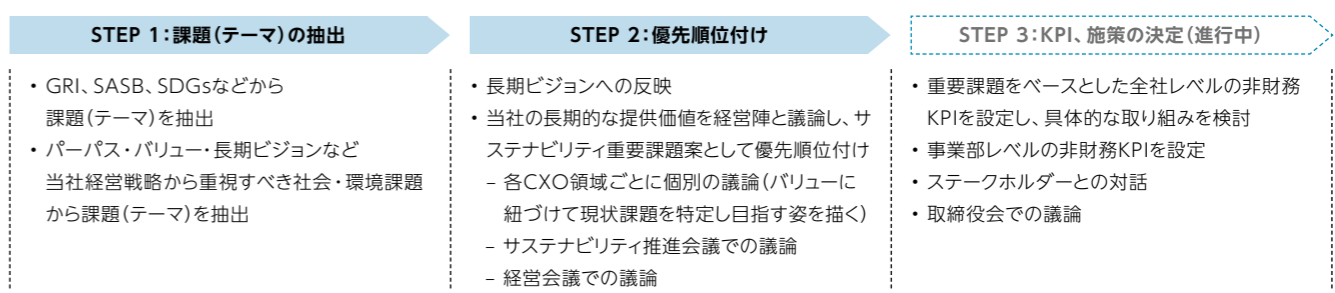 STEP 1：課題（テーマ）の抽出
・GRI、SASB、SDGsなどから
課題（テーマ）を抽出
・パーパス・バリュー・長期ビジョンなど
当社経営戦略から重視すべき社会・環境課題
から課題（テーマ）を抽出
STEP 2：優先順位付け
・長期ビジョンへの反映
・当社の長期的な提供価値を経営陣と議論し、サ
ステナビリティ重要課題案として優先順位付け
– 各CXO領域ごとに個別の議論（バリューに
紐づけて現状課題を特定し目指す姿を描く）
– サステナビリティ推進会議での議論
– 経営会議での議論
STEP 3：KPI、施策の決定（進行中）
・重要課題をベースとした全社レベルの非財務
KPIを設定し、具体的な取り組みを検討
・事業部レベルの非財務KPIを設定
・ステークホルダーとの対話
・取締役会での議論